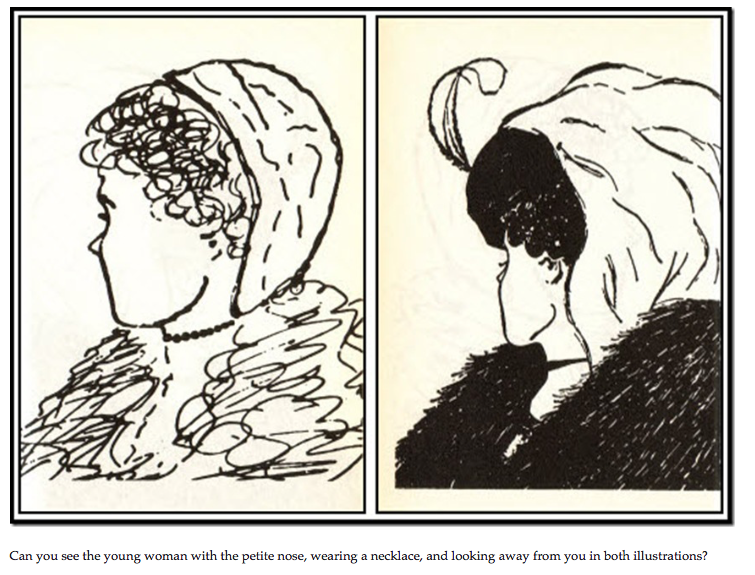 Can you see the young woman with the petite nose, wearing a necklace, and looking away from you in both illustrations?